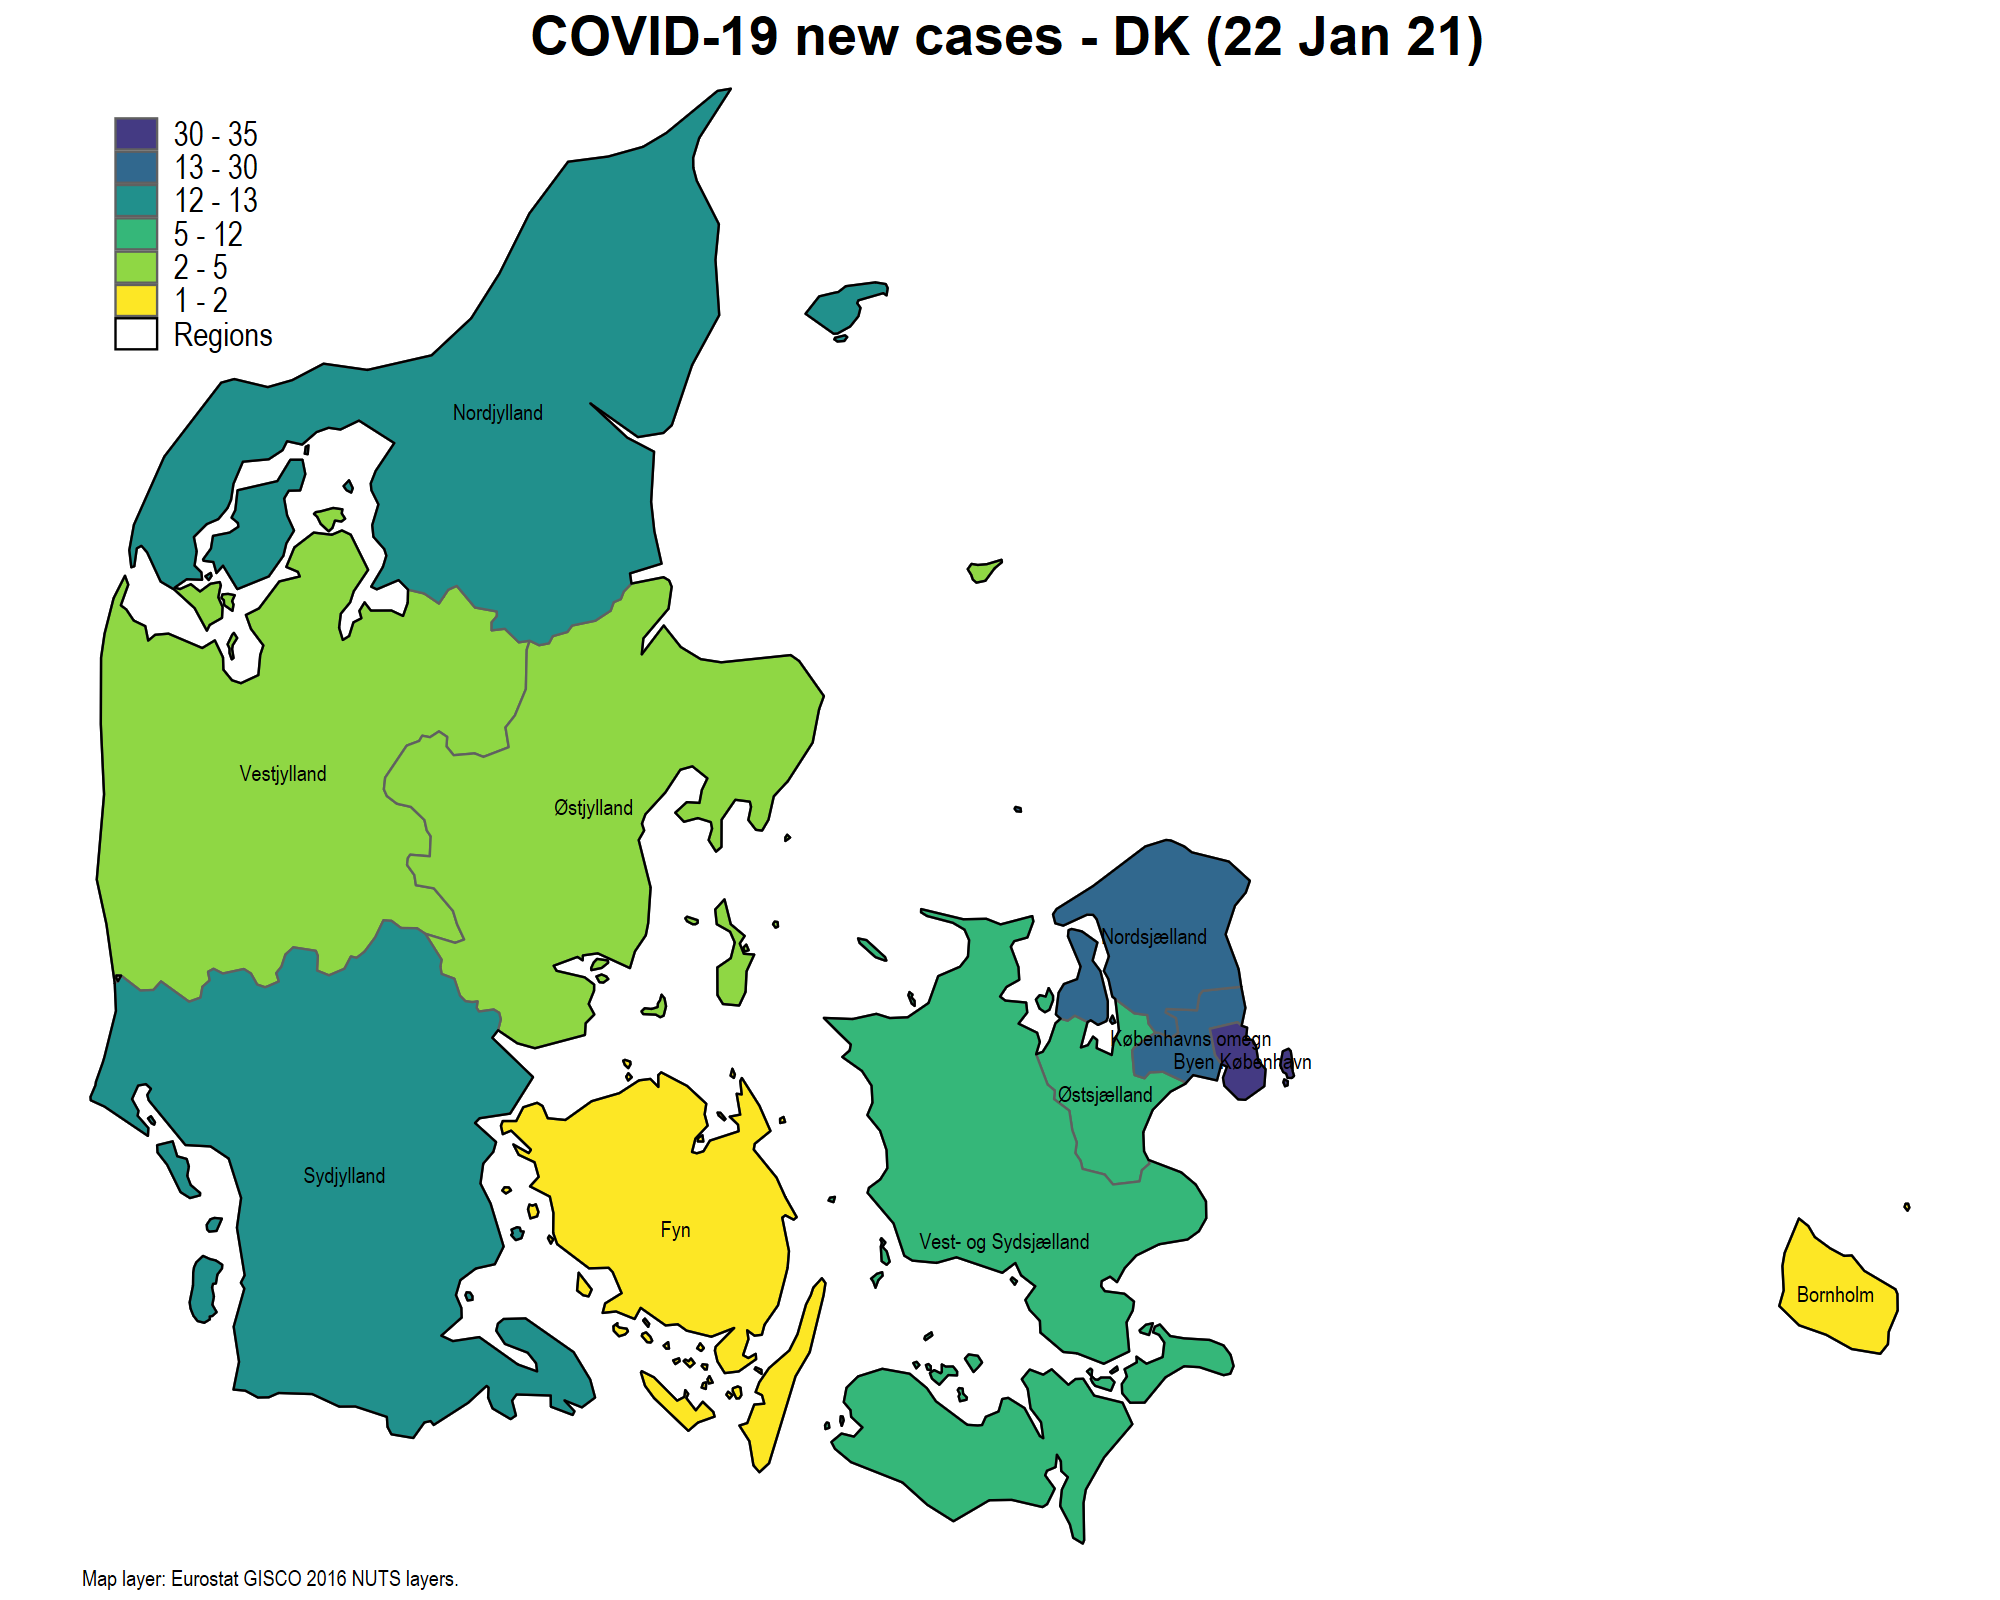 COVID-19 new cases - DK (22 Jan 21)
30 - 35
13 - 30
12 - 13
5 - 12
2 - 5
1 - 2
Regions
Nordjylland
Vestjylland
Østjylland
Nordsjælland
Københavns omegn
Byen København
Østsjælland
Sydjylland
Fyn
Vest- og Sydsjælland
Bornholm
Map layer: Eurostat GISCO 2016 NUTS layers.